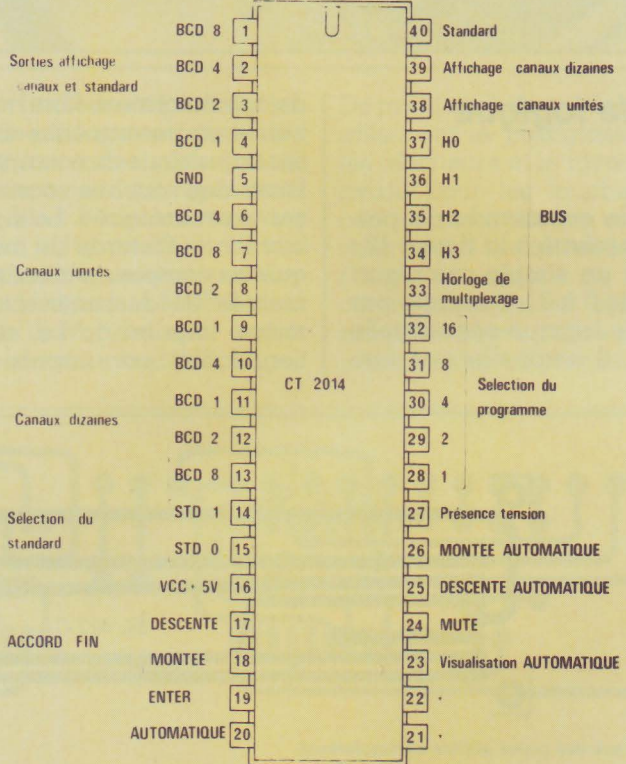 BCD 8 1
Sorties affichage
canaux et standard
BCD 4 2
BCD 2 3
BCD 1 4
GND 5
BCD 4 6
Canaux unités
BCD 8 7
BCD 2 8
BCD 1 9
BCD 4 10
Canaux dizaines
BCD 1 11
BCD 2 12
BCD 8 13
Selection du
standard
STD 1 14
STD 0 15
VCC + 5V 16
ACCORD FIN
DESCENTE 17
MONTEE 18
ENTER 19
AUTOMATIQUE 20
CT 2014
40 Standard
39 Affichage canaux dizaines
38 Affichage canaux unités
37 H0
36 H1
35 H2
BUS
34 H3
33 Horloge de
multiplexage
32 16
31 8
Selection du
programme
30 4
29 2
28 1
27 Présence tension
26 MONTEE AUTOMATIQUE
25 DESCENTE AUTOMATIQUE
24 MUTE
23 Visualisation AUTOMATIQUE
22 .
21 .